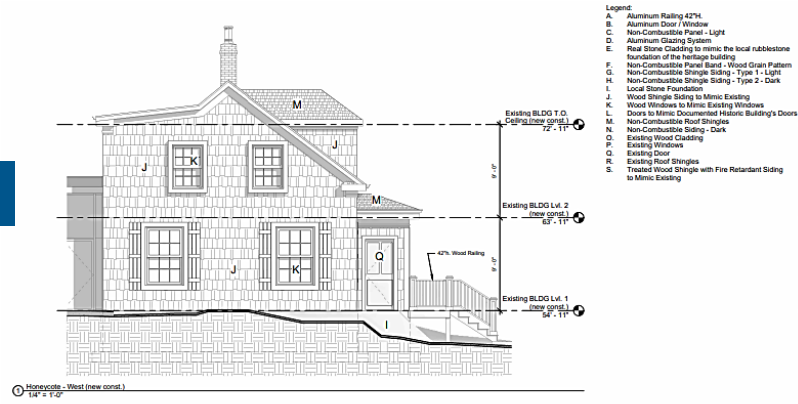 Legend:
A. Aluminum Railing 42"H.
B. Aluminum Door / Window
C. Non-Combustible Panel - Light
D. Aluminum Glazing System
E. Real Stone Cladding to mimic the local rubblestone
foundation of the heritage building
F. Non-Combustible Panel Band - Wood Grain Pattern
G. Non-Combustible Shingle Siding - Type 1 - Light
H. Non-Combustible Shingle Siding - Type 2 - Dark
I. Local Stone Foundation
J. Wood Shingle Siding to Mimic Existing
K. Wood Windows to Mimic Existing Windows
L. Doors to Mimic Documented Historic Building's Doors
M. Non-Combustible Roof Shingles
N. Non-Combustible Siding - Dark
O. Existing Wood Cladding
P. Existing Windows
Q. Existing Door
R. Existing Roof Shingles
S. Treated Wood Shingle with Fire Retardant Siding
to Mimic Existing
M
Existing BLDG T.O.
Ceiling (new const.)
72' - 11"
J
J
K
9' - 0"
M
Existing BLDG Lvl. 2
(new const.)
63' - 11"
Q
42"h. Wood Railing
J
K
9' - 0"
Existing BLDG Lvl. 1
(new const.)
54' - 11"
I
1
Honeycote - West (new const.)
1/4" = 1'-0"